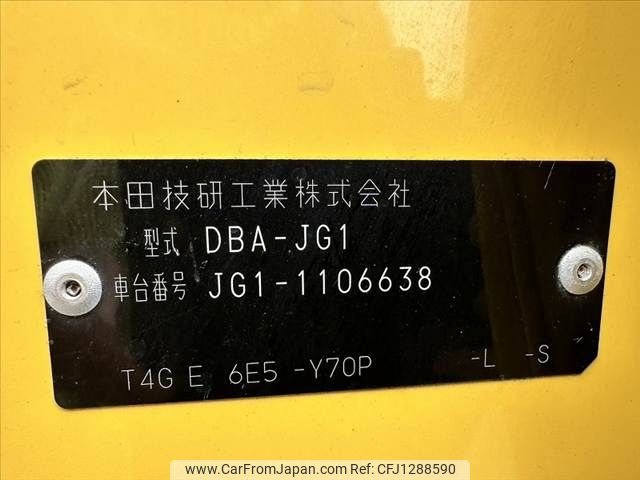 本田技研工業株式会社
型式 DBA-JG1
車台番号 JG1-1106638
T4G E 6E5 -Y70P -L -S
www.CarFromJapan.com CFJ1288590